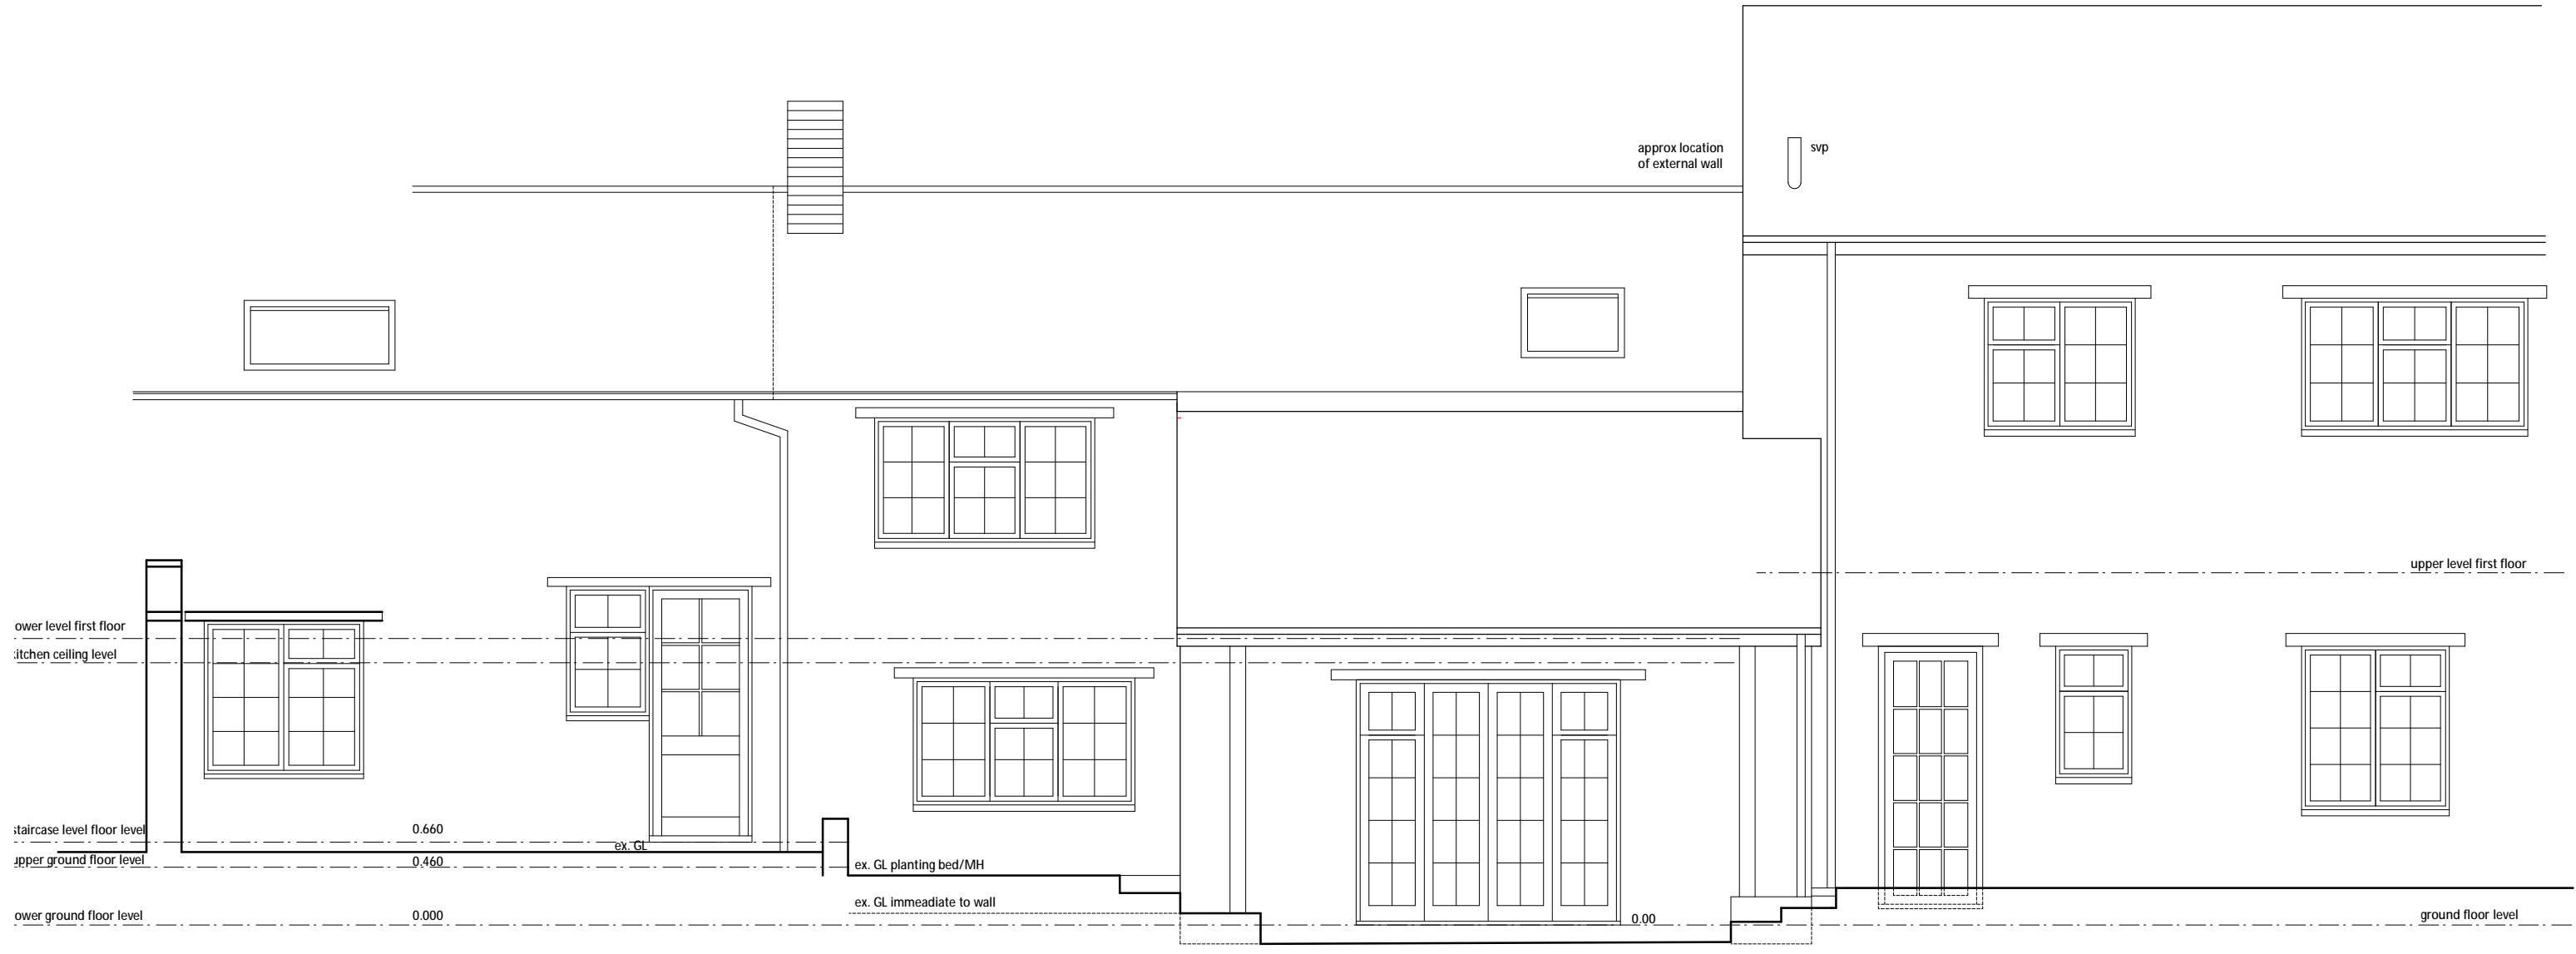 approx location
of external wall
svp
upper level first floor
ower level first floor
kitchen ceiling level
staircase level floor level
0.660
ex. GL
upper ground floor level
0.460
ex. GL planting bed/MH
ex. GL immeadiate to wall
ower ground floor level
0.000
0.00
ground floor level